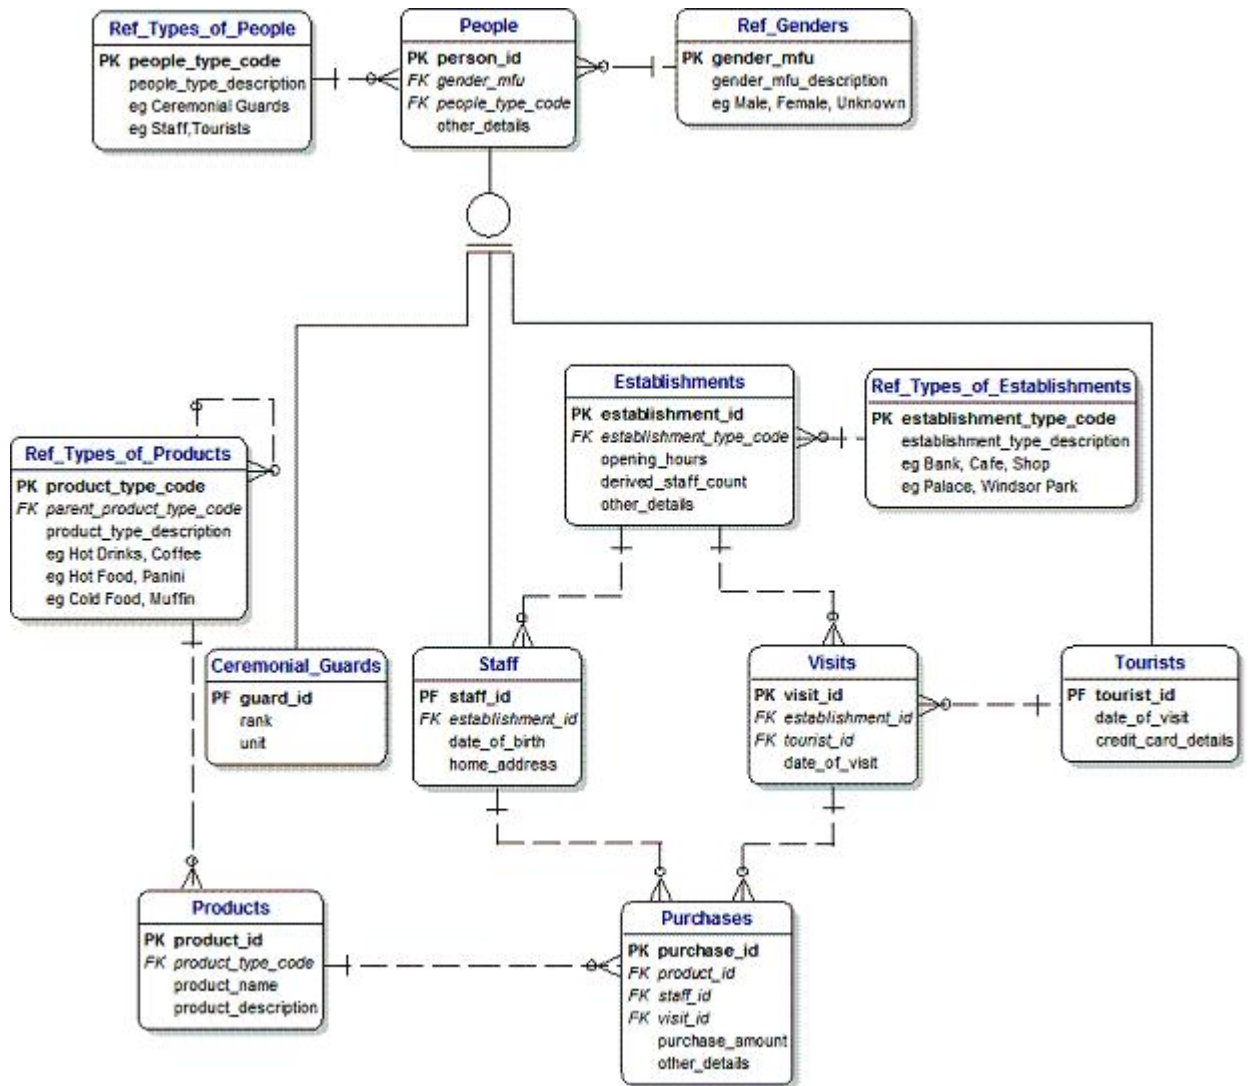 Ref_Types_of_People
PK people_type_code
people_type_description
eg Ceremonial Guards
eg Staff,Tourists
People
PK person_id
FK gender_mfu
FK people_type_code
other_details
Ref_Genders
PK gender_mfu
gender_mfu_description
eg Male, Female, Unknown
Establishments
PK establishment_id
FK establishment_type_code
opening_hours
derived_staff_count
other_details
Ref_Types_of_Establishments
PK establishment_type_code
establishment_type_description
eg Bank, Cafe, Shop
eg Palace, Windsor Park
Ref_Types_of_Products
PK product_type_code
FK parent_product_type_code
product_type_description
eg Hot Drinks, Coffee
eg Hot Food, Panini
eg Cold Food, Muffin
Ceremonial_Guards
PF guard_id
rank
unit
Staff
PF staff_id
FK establishment_id
date_of_birth
home_address
Visits
PK visit_id
FK establishment_id
FK tourist_id
date_of_visit
Tourists
PF tourist_id
date_of_visit
credit_card_details
Products
PK product_id
FK product_type_code
product_name
product_description
Purchases
PK purchase_id
FK product_id
FK staff_id
FK visit_id
purchase_amount
other_details